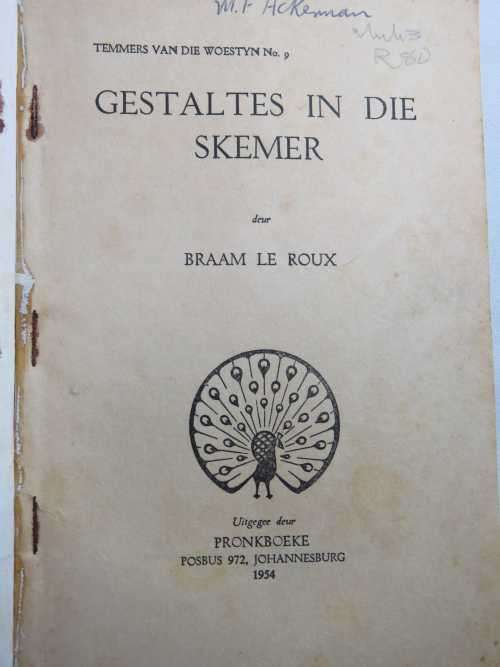 M.F Ackerman
R80
TEMMERS VAN DIE WOESTYN No. 9
GESTALTES IN DIE
SKEMER
deur
BRAAM LE ROUX
Uitgegee deur
PRONKBOEKE
POSBUS 972, JOHANNESBURG
1954